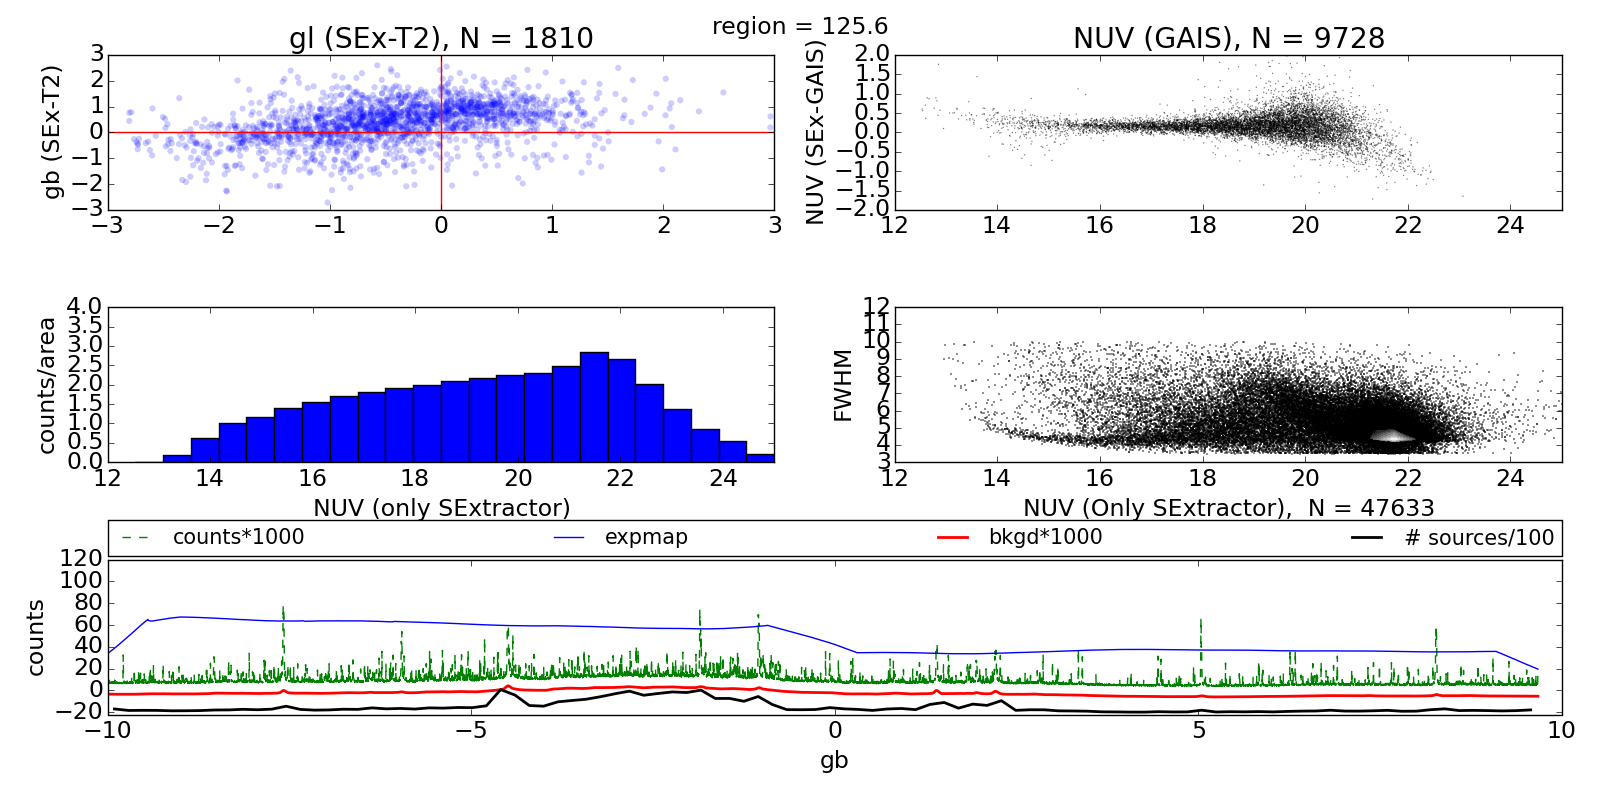 region = 125.6
gl (SEx-T2), N = 1810
gb (SEx-T2)
3
2
1
0
−1
−2
−3
−3 −2 −1 0 1 2 3
NUV (GAIS), N = 9728
NUV (SEx-GAIS)
2.0
1.5
1.0
0.5
0.0
−0.5
−1.0
−1.5
−2.0
12 14 16 18 20 22 24
counts/area
4.0
3.5
3.0
2.5
2.0
1.5
1.0
0.5
0.0
12 14 16 18 20 22 24
NUV (only SExtractor)
FWHM
12
11
10
9
8
7
6
5
4
3
12 14 16 18 20 22 24
NUV (Only SExtractor), N = 47633
counts*1000 expmap bkgd*1000 # sources/100
counts
120
100
80
60
40
20
0
−20
−10 −5 0 5 10
gb